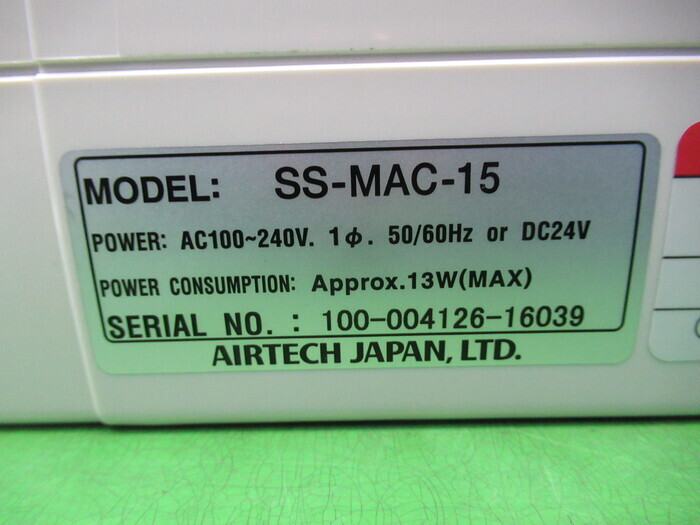 MODEL: SS-MAC-15
POWER: AC100~240V. 1φ. 50/60Hz or DC24V
POWER CONSUMPTION: Approx.13W(MAX)
SERIAL NO. : 100-004126-16039
AIRTECH JAPAN, LTD.